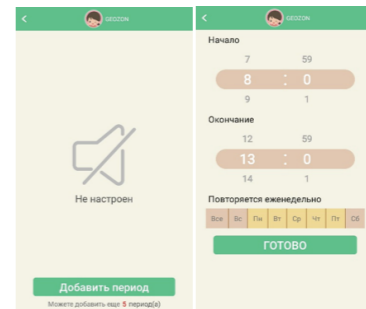 GEOZON
Не настроен
Добавить период
Можете добавить еще 5 период(а)
GEOZON
Начало
7 59
8 : 0
9 1
Окончание
12 59
13 : 0
14 1
Повторяется еженедельно
Все Вс Пн Вт Ср Чт Пт Сб
ГОТОВО